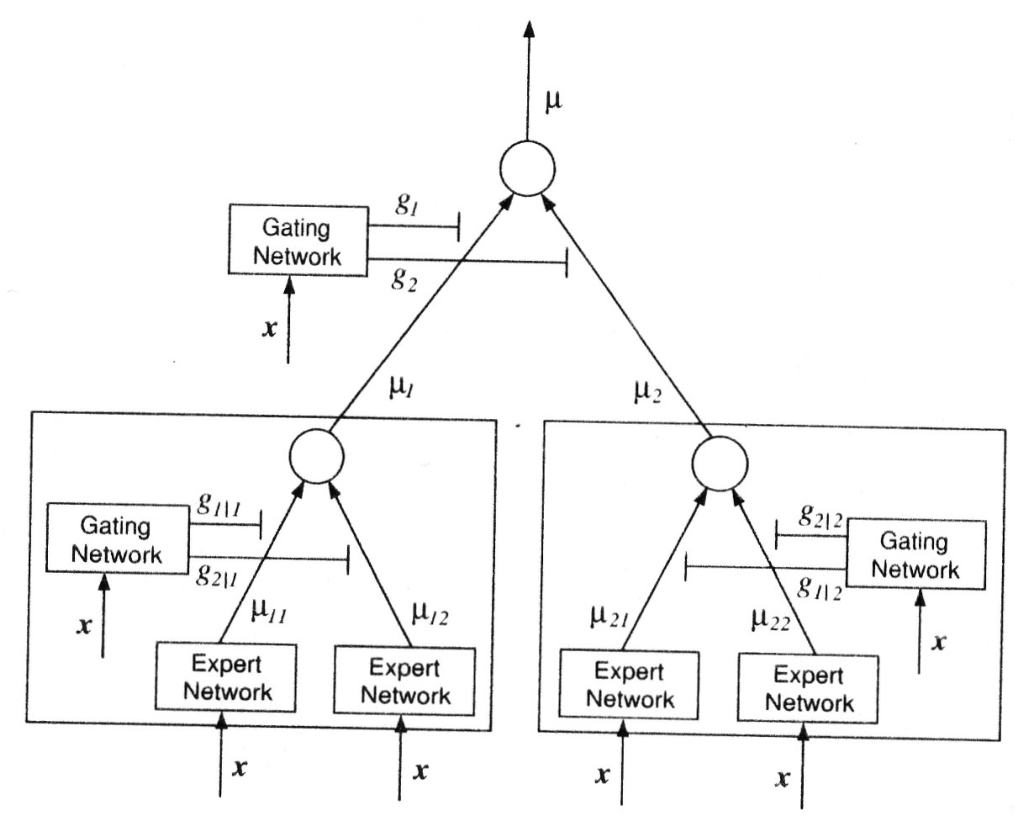 μ
g1
Gating
Network
g2
x
μ1
μ2
g1|1
Gating
Network
g2|1
x
μ11
μ12
Expert
Network
Expert
Network
x
x
g2|2
Gating
Network
g1|2
x
μ21
μ22
Expert
Network
Expert
Network
x
x